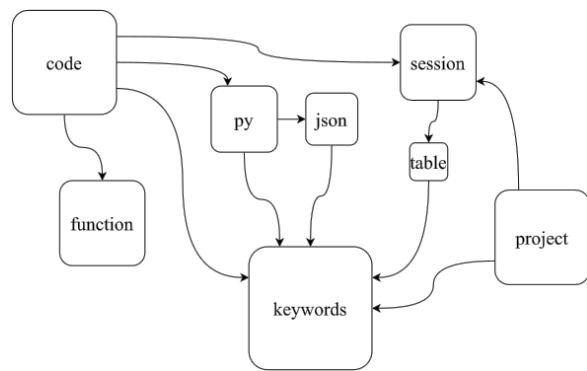 code
session
py
json
table
function
project
keywords